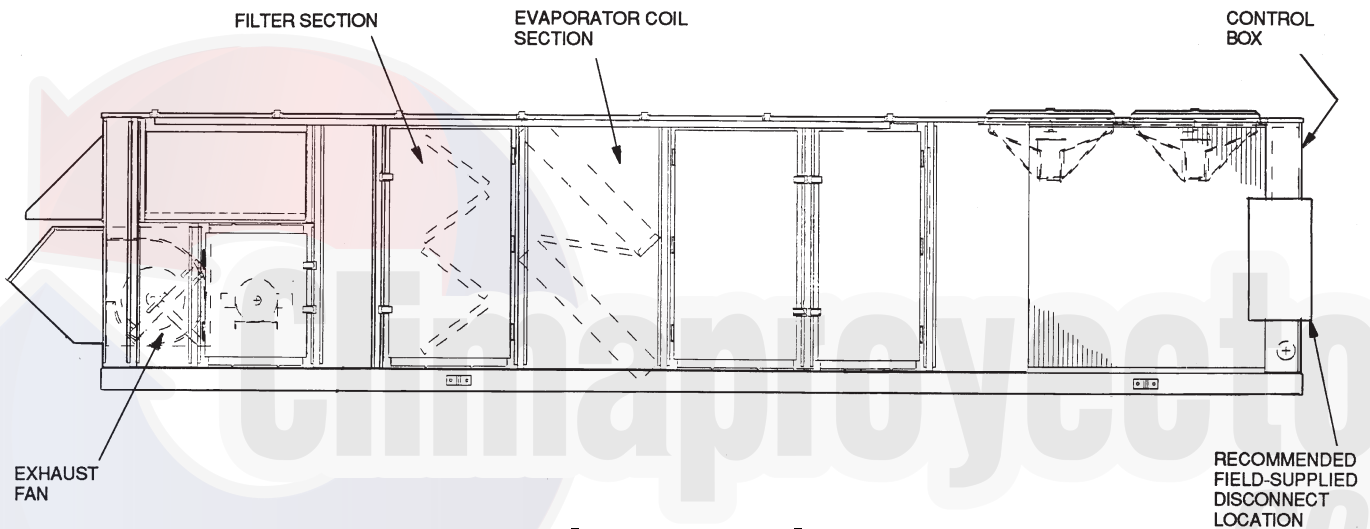 FILTER SECTION
EVAPORATOR COIL
SECTION
CONTROL
BOX
EXHAUST
FAN
RECOMMENDED
FIELD-SUPPLIED
DISCONNECT
LOCATION
Climaproyecto